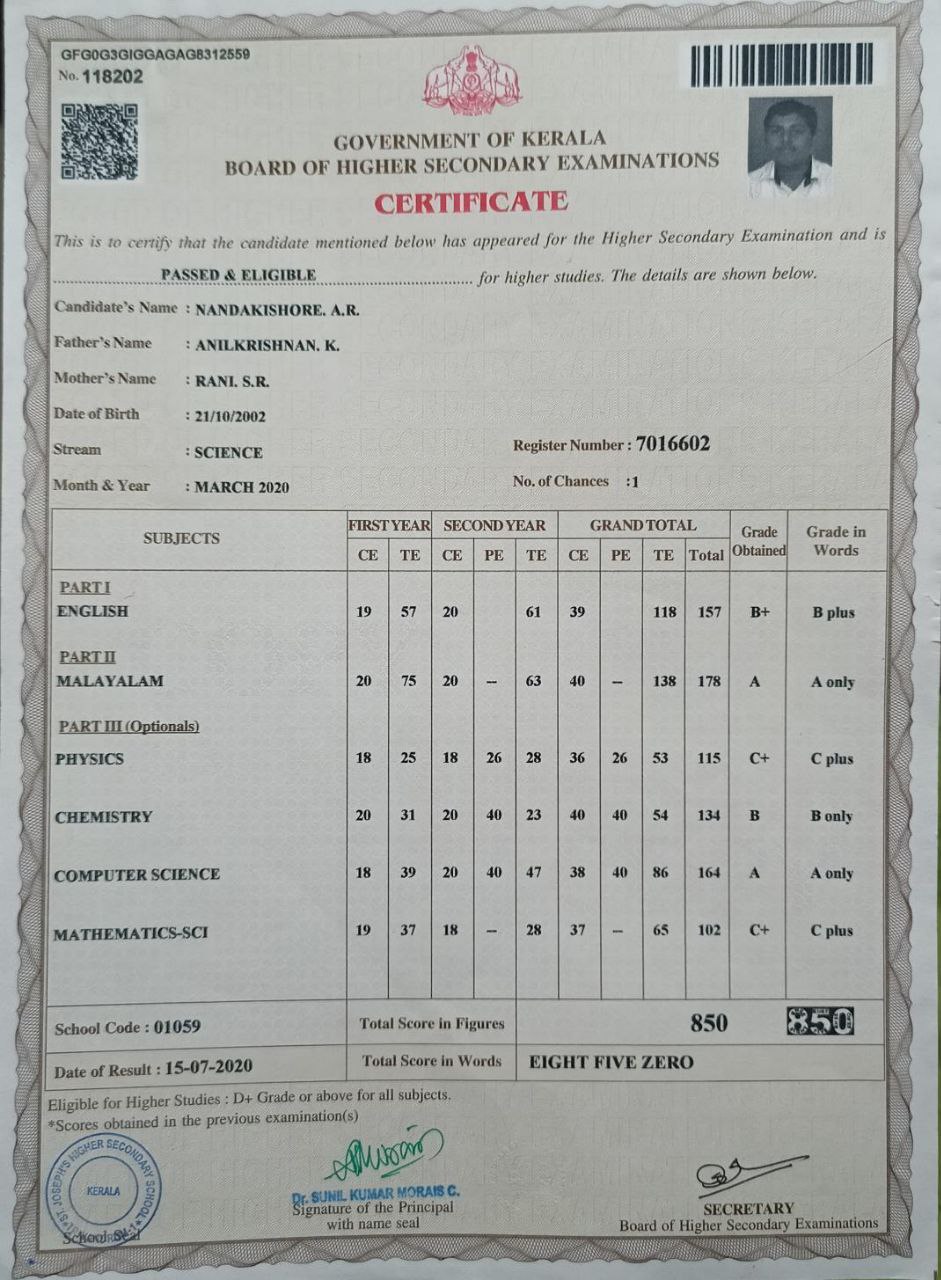 GFG0G3GIGGAGAG8312559
No. 118202
GOVERNMENT OF KERALA
BOARD OF HIGHER SECONDARY EXAMINATIONS
CERTIFICATE
This is to certify that the candidate mentioned below has appeared for the Higher Secondary Examination and is
PASSED & ELIGIBLE for higher studies. The details are shown below.
Candidate's Name : NANDAKISHORE. A.R.
Father's Name : ANILKRISHNAN. K.
Mother's Name : RANI. S.R.
Date of Birth : 21/10/2002
Stream : SCIENCE Register Number : 7016602
Month & Year : MARCH 2020 No. of Chances : 1
SUBJECTS FIRST YEAR SECOND YEAR GRAND TOTAL Grade Obtained Grade in Words
CE TE CE PE TE CE PE TE Total
PART I
ENGLISH 19 57 20 61 39 118 157 B+ B plus
PART II
MALAYALAM 20 75 20 -- 63 40 -- 138 178 A A only
PART III (Optionals)
PHYSICS 18 25 18 26 28 36 26 53 115 C+ C plus
CHEMISTRY 20 31 20 40 23 40 40 54 134 B B only
COMPUTER SCIENCE 18 39 20 40 47 38 40 86 164 A A only
MATHEMATICS-SCI 19 37 18 -- 28 37 -- 65 102 C+ C plus
School Code : 01059 Total Score in Figures 850 850
Date of Result : 15-07-2020 Total Score in Words EIGHT FIVE ZERO
Eligible for Higher Studies : D+ Grade or above for all subjects.
*Scores obtained in the previous examination(s)
ST. JOSEPH'S HIGHER SECONDARY SCHOOL
KERALA
School Seal
Dr. SUNIL KUMAR MORAIS C.
Signature of the Principal
with name seal
SECRETARY
Board of Higher Secondary Examinations